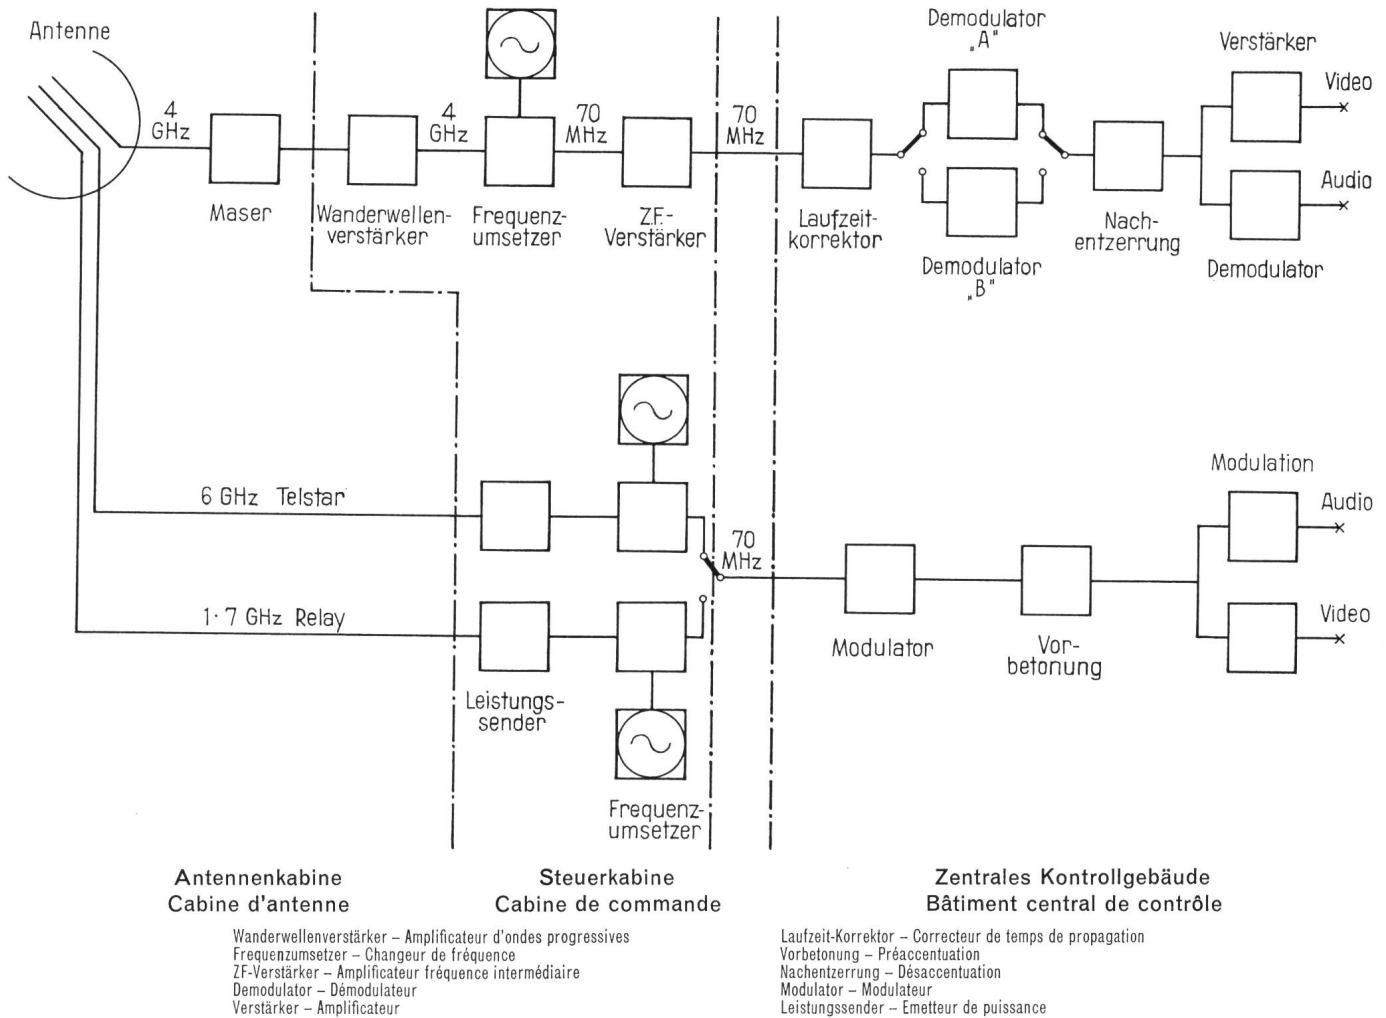 Antenne
4
GHz
Maser
Wanderwellen-
verstärker
4
GHz
Frequenz-
umsetzer
70
MHz
Z.F.-
Verstärker
70
MHz
Laufzeit-
korrektor
Demodulator
„A"
Demodulator
„B"
Nach-
entzerrung
Verstärker
Video
Audio
Demodulator
6 GHz Telstar
1·7 GHz Relay
Leistungs-
sender
Frequenz-
umsetzer
70
MHz
Modulator
Vor-
betonung
Modulation
Audio
Video
Antennenkabine
Cabine d'antenne
Steuerkabine
Cabine de commande
Zentrales Kontrollgebäude
Bâtiment central de contrôle
Wanderwellenverstärker – Amplificateur d'ondes progressives
Frequenzumsetzer – Changeur de fréquence
ZF-Verstärker – Amplificateur fréquence intermédiaire
Demodulator – Démodulateur
Verstärker – Amplificateur
Laufzeit-Korrektor – Correcteur de temps de propagation
Vorbetonung – Préaccentuation
Nachentzerrung – Désaccentuation
Modulator – Modulateur
Leistungssender – Emetteur de puissance